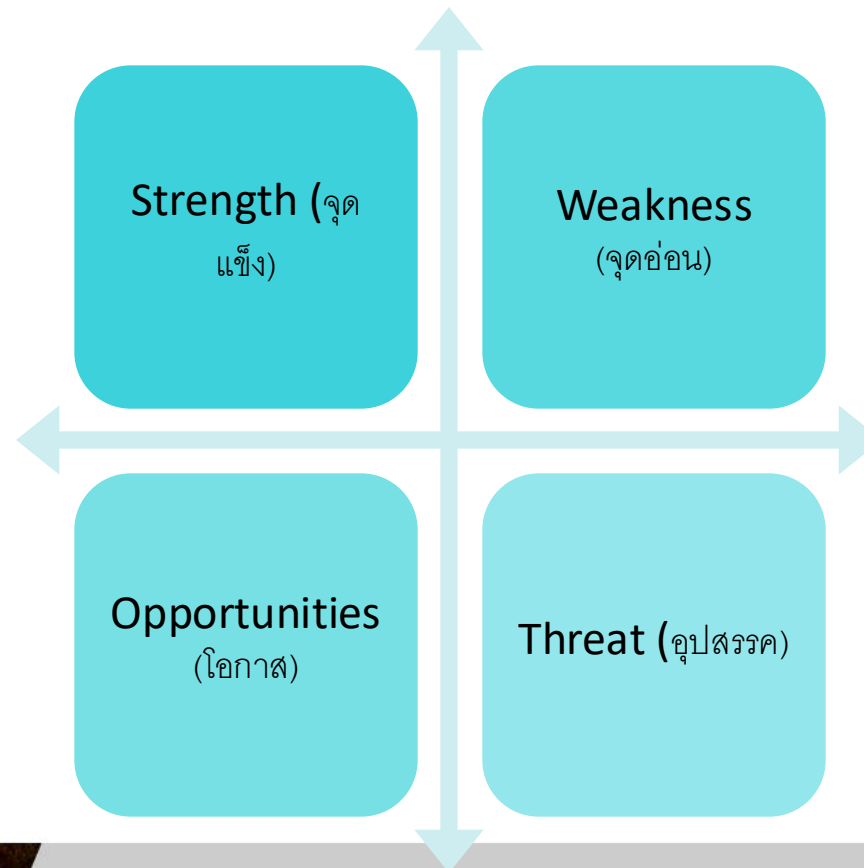 Strength (จุด
แข็ง)
Weakness
(จุดอ่อน)
Opportunities
(โอกาส)
Threat (อุปสรรค)